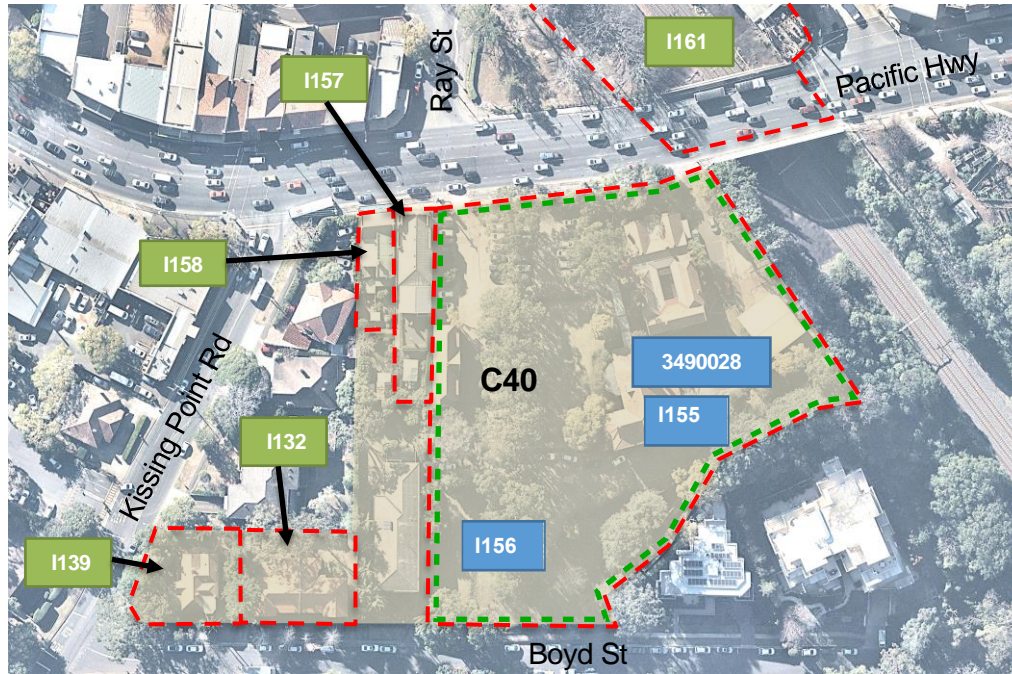 I161
Ray St
I157
Pacific Hwy
I158
3490028
C40
I155
Kissing Point Rd
I132
I156
I139
Boyd St